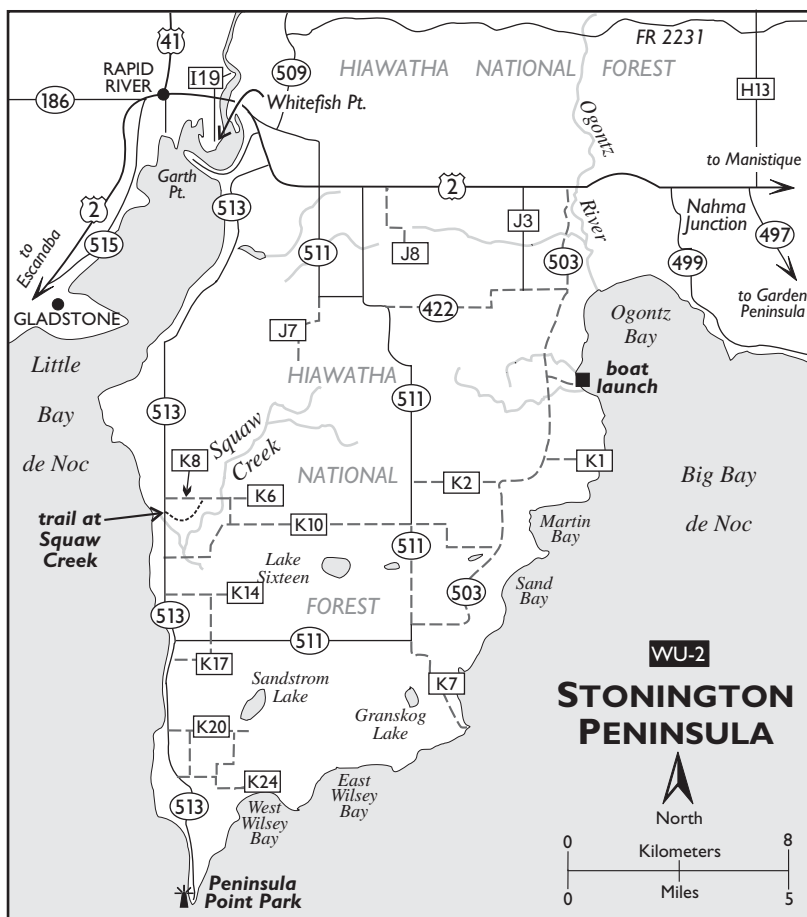 41
FR 2231
RAPID
RIVER
I19
509
HIAWATHA NATIONAL FOREST
H13
186
Whitefish Pt.
Ogontz
River
to Manistique
Garth
Pt.
2
2
513
J3
Nahma
Junction
515
511
J8
503
497
to
Escanaba
499
422
to Garden
Peninsula
GLADSTONE
J7
Ogontz
Bay
Little
Bay
de Noc
HIAWATHA
boat
launch
513
511
Squaw
Creek
K8
K6
NATIONAL
K2
K1
Big Bay
de Noc
trail at
Squaw
Creek
K10
Martin
Bay
511
Lake
Sixteen
Sand
Bay
K14
FOREST
503
513
511
WU-2
K17
K7
STONINGTON
PENINSULA
Sandstrom
Lake
Granskog
Lake
K20
K24
East
Wilsey
Bay
West
Wilsey
Bay
513
North
0 8
Kilometers
Miles
0 5
Peninsula
Point Park